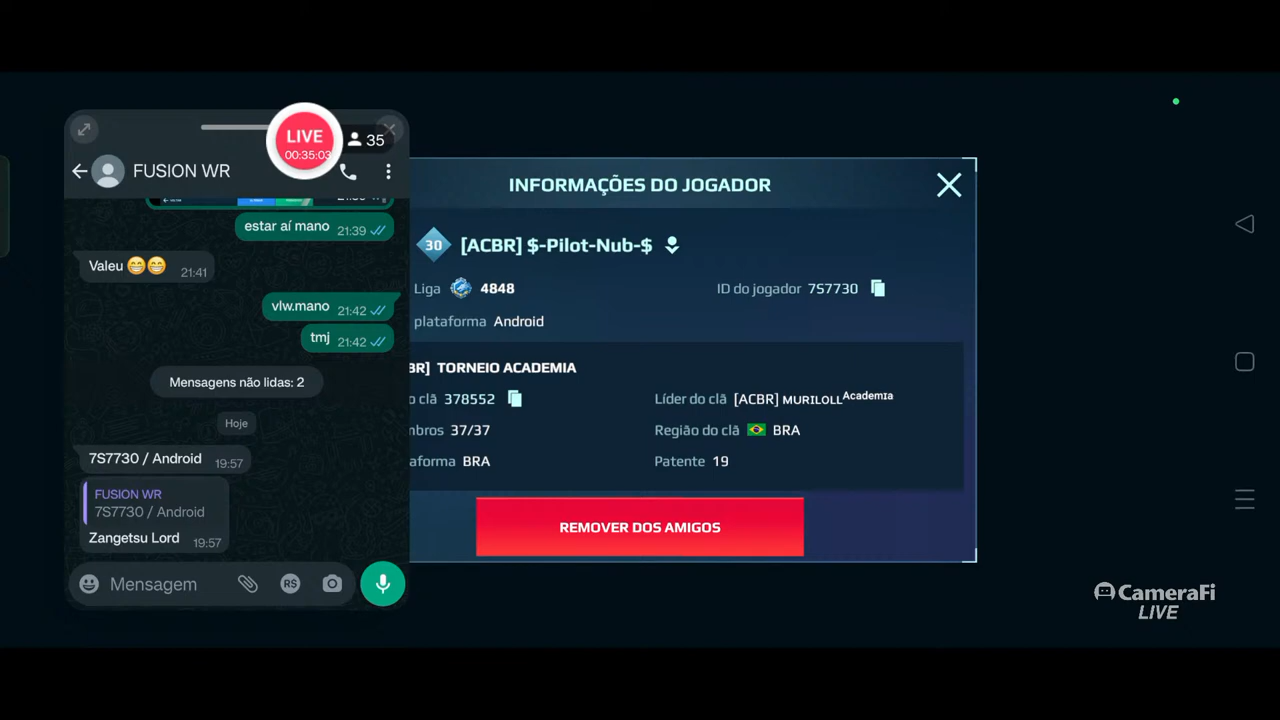 LIVE
00:35:03
35
FUSION WR
estar aí mano 21:39
Valeu 😁😁 21:41
vlw.mano 21:42
tmj 21:42
Mensagens não lidas: 2
Hoje
7S7730 / Android 19:57
FUSION WR
7S7730 / Android
Zangetsu Lord 19:57
Mensagem
R$
INFORMAÇÕES DO JOGADOR
30 [ACBR] $-Pilot-Nub-$
Liga 4848
ID do jogador 7S7730
plataforma Android
BR] TORNEIO ACADEMIA
clã 378552
Líder do clã [ACBR] MURILOLLAcademia
mbros 37/37
Região do clã BRA
aforma BRA
Patente 19
REMOVER DOS AMIGOS
CameraFi
LIVE